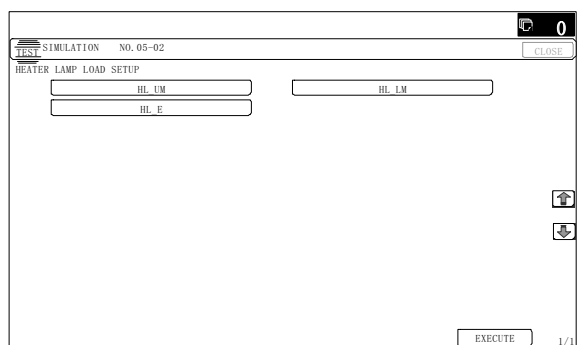 0
TEST SIMULATION NO.05-02 CLOSE
HEATER LAMP LOAD SETUP
HL_UM HL_LM
HL_E
EXECUTE 1/1